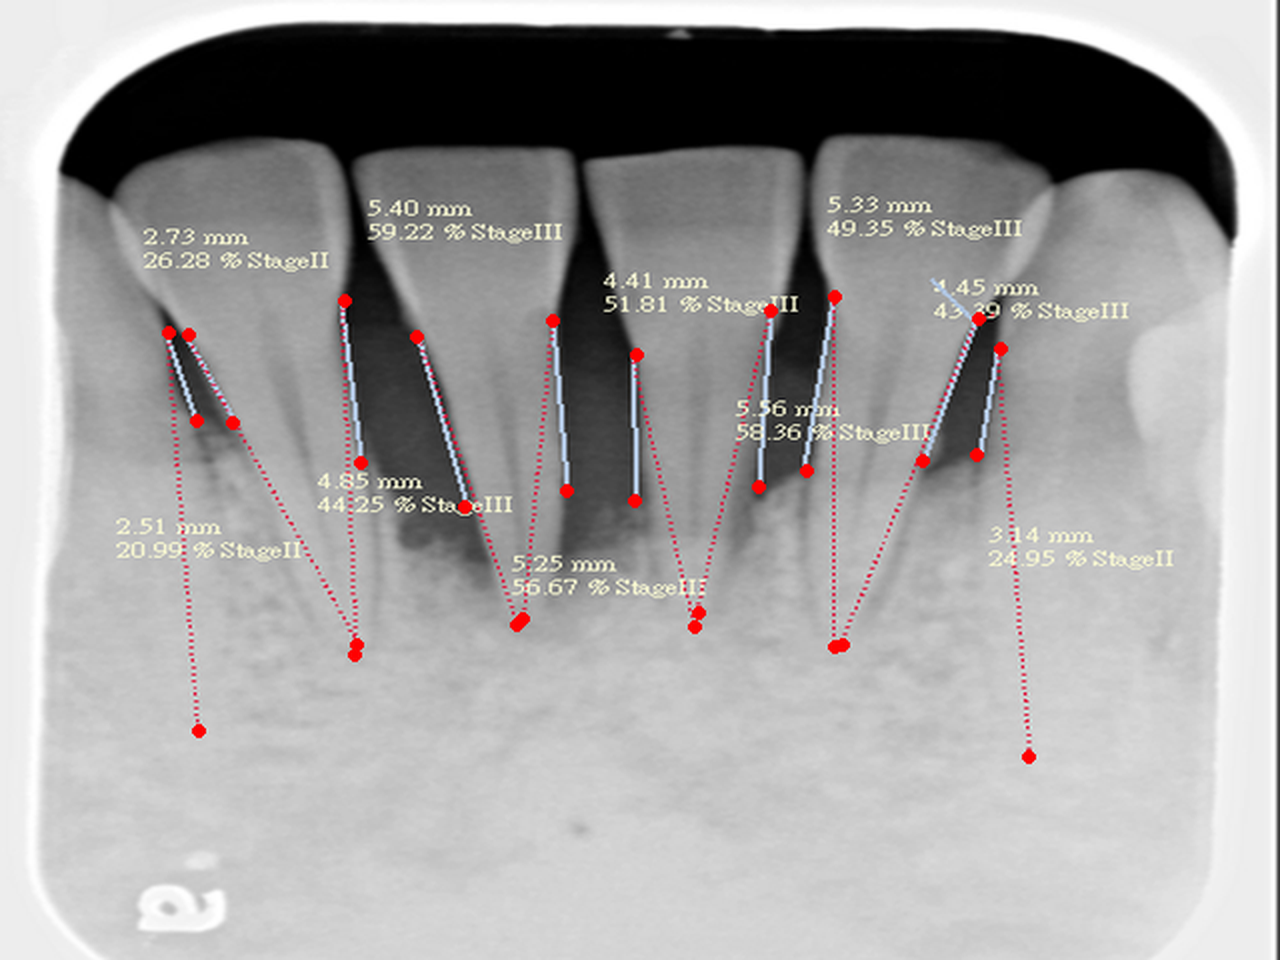 5.40 mm
59.22 % StageIII
5.33 mm
49.35 % StageIII
2.73 mm
26.28 % StageII
4.41 mm
51.81 % StageIII
4.45 mm
43.39 % StageIII
5.56 mm
58.36 % StageIII
4.85 mm
44.25 % StageIII
2.51 mm
20.99 % StageII
3.14 mm
24.95 % StageII
5.25 mm
56.67 % StageIII